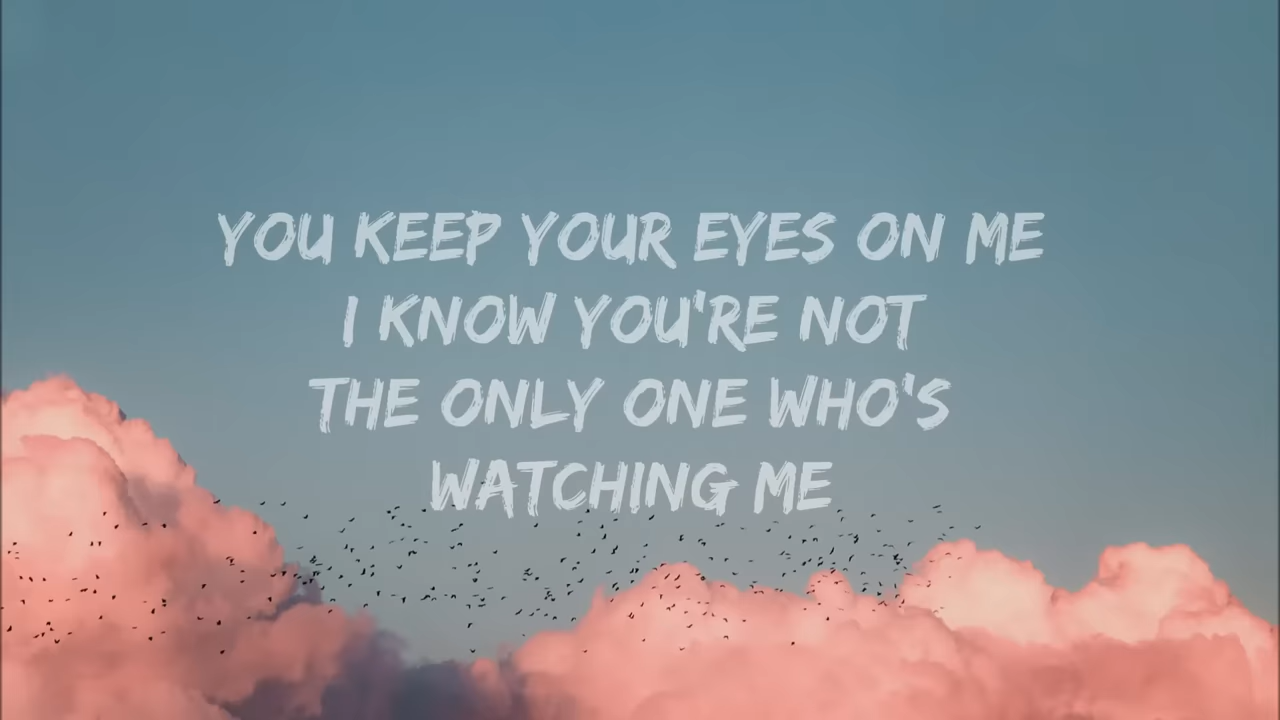 YOU KEEP YOUR EYES ON ME
I KNOW YOU'RE NOT
THE ONLY ONE WHO'S
WATCHING ME